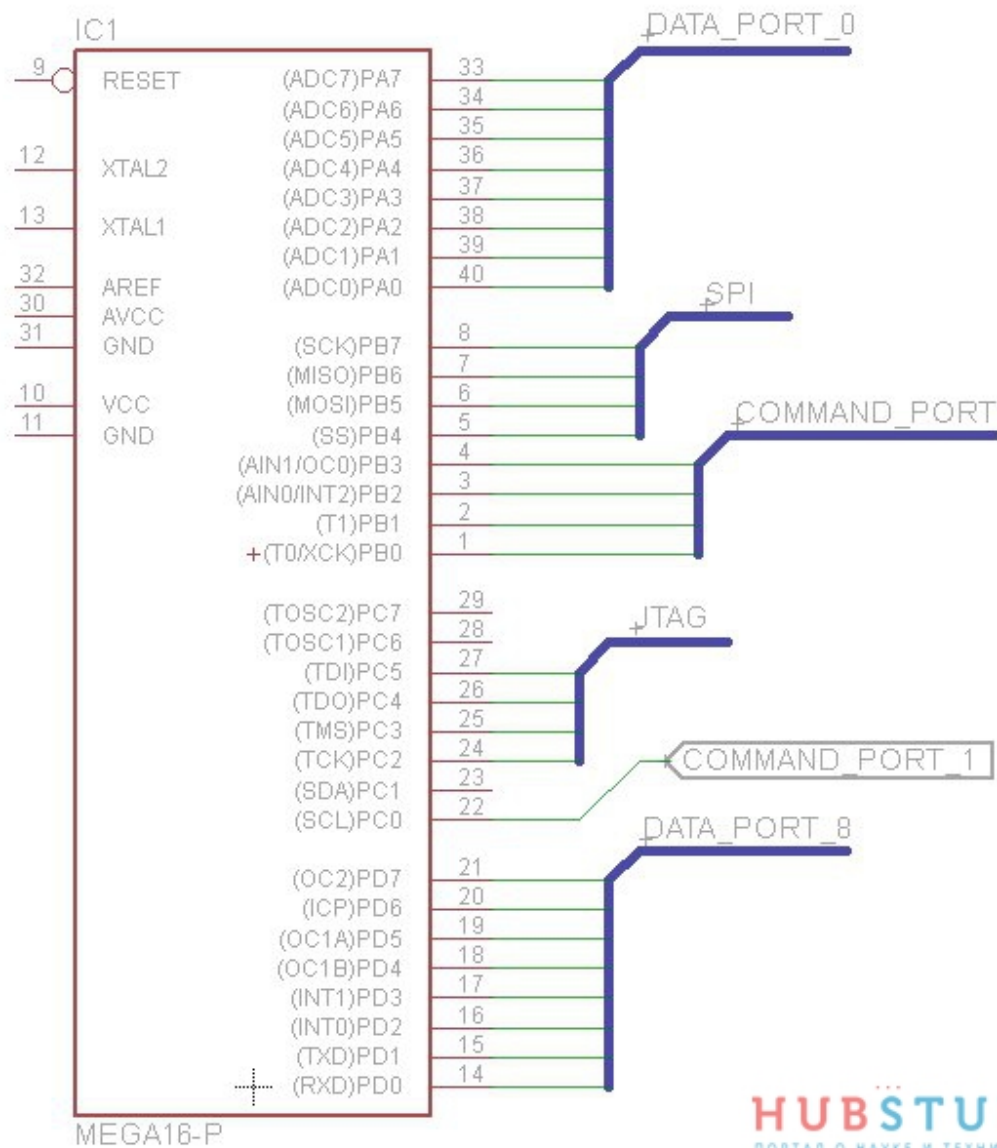 IC1
DATA_PORT_0
9 RESET (ADC7)PA7 33
(ADC6)PA6 34
(ADC5)PA5 35
12 XTAL2 (ADC4)PA4 36
(ADC3)PA3 37
13 XTAL1 (ADC2)PA2 38
(ADC1)PA1 39
32 AREF (ADC0)PA0 40
SPI
30 AVCC
31 GND (SCK)PB7 8
(MISO)PB6 7
10 VCC (MOSI)PB5 6
COMMAND_PORT
11 GND (SS)PB4 5
(AIN1/OC0)PB3 4
(AIN0/INT2)PB2 3
(T1)PB1 2
(T0/XCK)PB0 1
(TOSC2)PC7 29
JTAG
(TOSC1)PC6 28
(TDI)PC5 27
(TDO)PC4 26
(TMS)PC3 25
(TCK)PC2 24
COMMAND_PORT_1
(SDA)PC1 23
(SCL)PC0 22
DATA_PORT_8
(OC2)PD7 21
(ICP)PD6 20
(OC1A)PD5 19
(OC1B)PD4 18
(INT1)PD3 17
(INT0)PD2 16
(TXD)PD1 15
(RXD)PD0 14
MEGA16-P
HUBSTU
ПОРТАЛ О НАУКЕ И ТЕХНИ